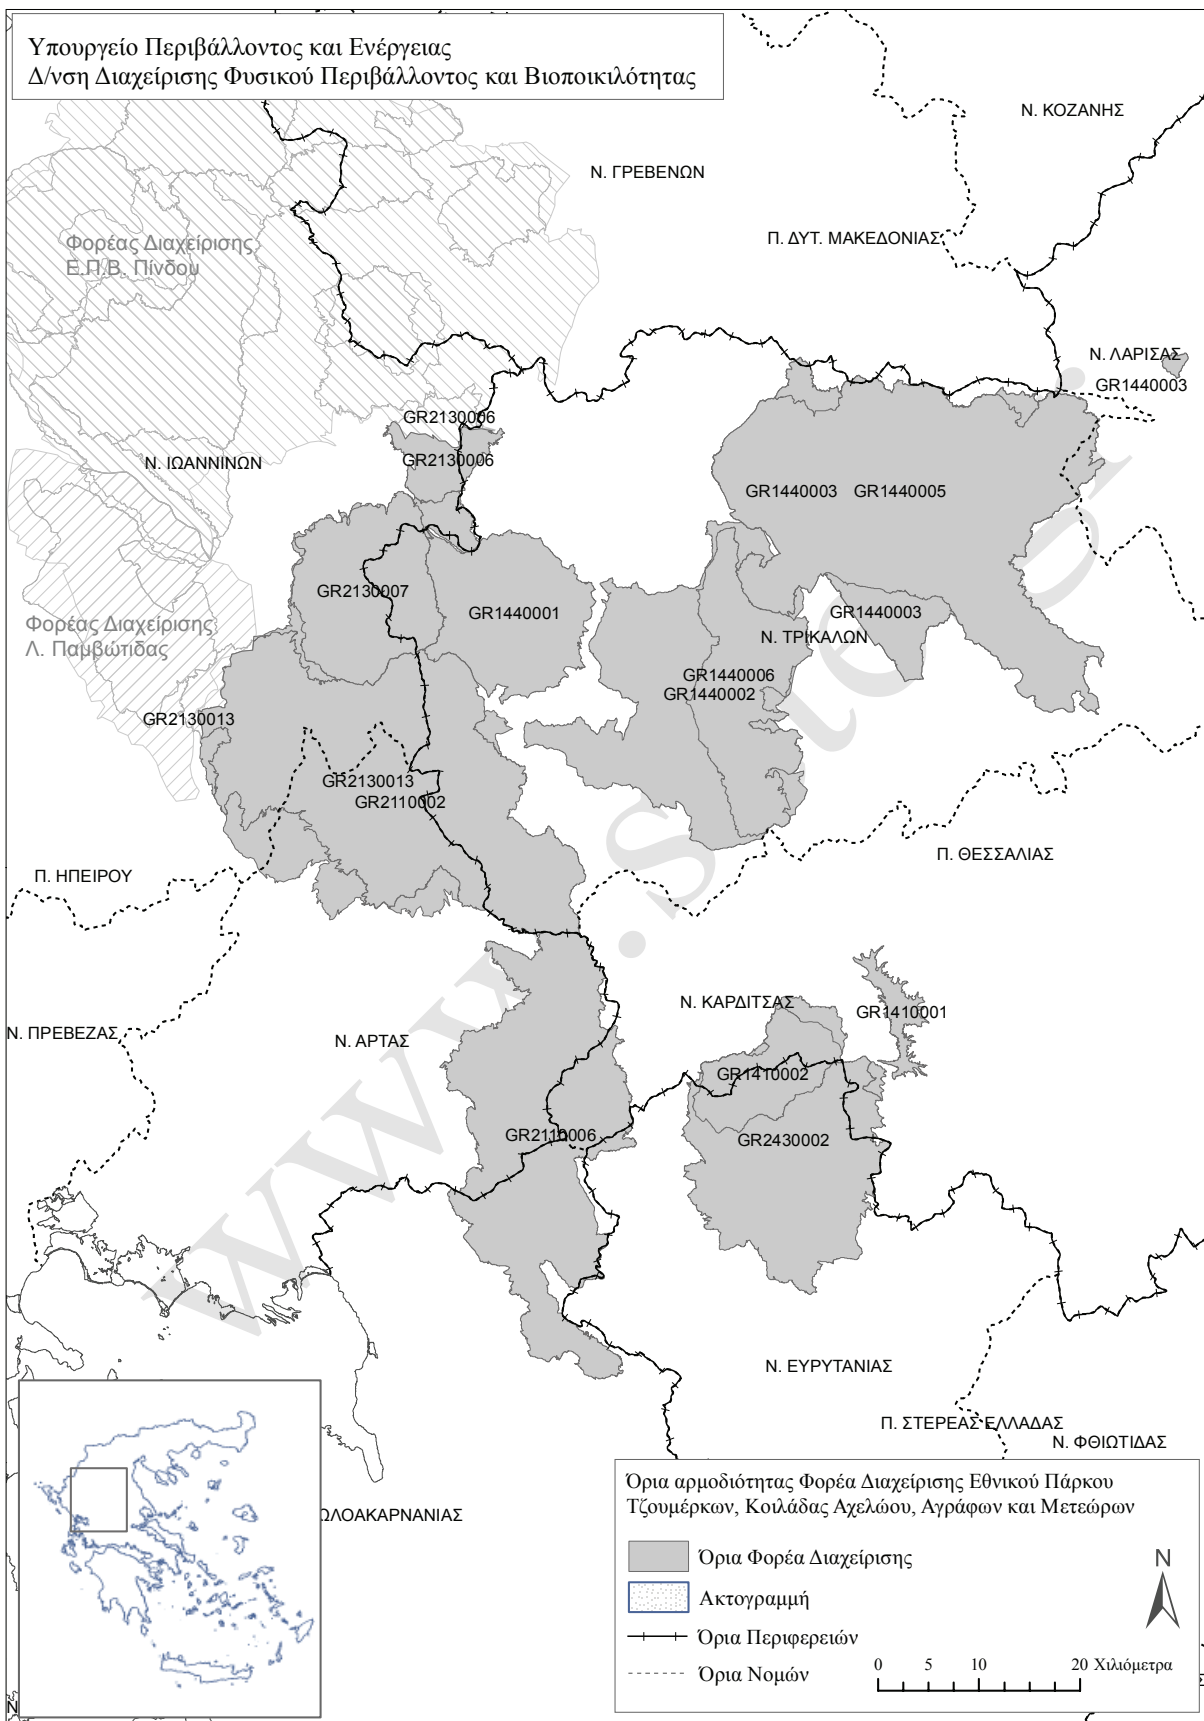 Υπουργείο Περιβάλλοντος και Ενέργειας
Δ/νση Διαχείρισης Φυσικού Περιβάλλοντος και Βιοποικιλότητας
Ν. ΚΟΖΑΝΗΣ
Ν. ΓΡΕΒΕΝΩΝ
Φορέας Διαχείρισης
Ε.Π.Β. Πίνδου
Π. ΔΥΤ. ΜΑΚΕΔΟΝΙΑΣ
Ν. ΛΑΡΙΣΑΣ
GR1440003
GR2130006
GR2130006
Ν. ΙΩΑΝΝΙΝΩΝ
GR1440003
GR1440005
GR2130007
GR1440001
GR1440003
Φορέας Διαχείρισης
Λ. Παμβώτιδας
Ν. ΤΡΙΚΑΛΩΝ
GR1440006
GR1440002
GR2130013
GR2130013
GR2110002
Π. ΘΕΣΣΑΛΙΑΣ
Π. ΗΠΕΙΡΟΥ
Ν. ΚΑΡΔΙΤΣΑΣ
GR1410001
Ν. ΠΡΕΒΕΖΑΣ
Ν. ΑΡΤΑΣ
GR1410002
GR2110006
GR2430002
Ν. ΕΥΡΥΤΑΝΙΑΣ
Π. ΣΤΕΡΕΑΣ ΕΛΛΑΔΑΣ
Ν. ΦΘΙΩΤΙΔΑΣ
ΩΛΟΑΚΑΡΝΑΝΙΑΣ
Όρια αρμοδιότητας Φορέα Διαχείρισης Εθνικού Πάρκου
Τζουμέρκων, Κοιλάδας Αχελώου, Αγράφων και Μετεώρων
Όρια Φορέα Διαχείρισης
Ακτογραμμή
Όρια Περιφερειών
Όρια Νομών
N
0 5 10 20 Χιλιόμετρα